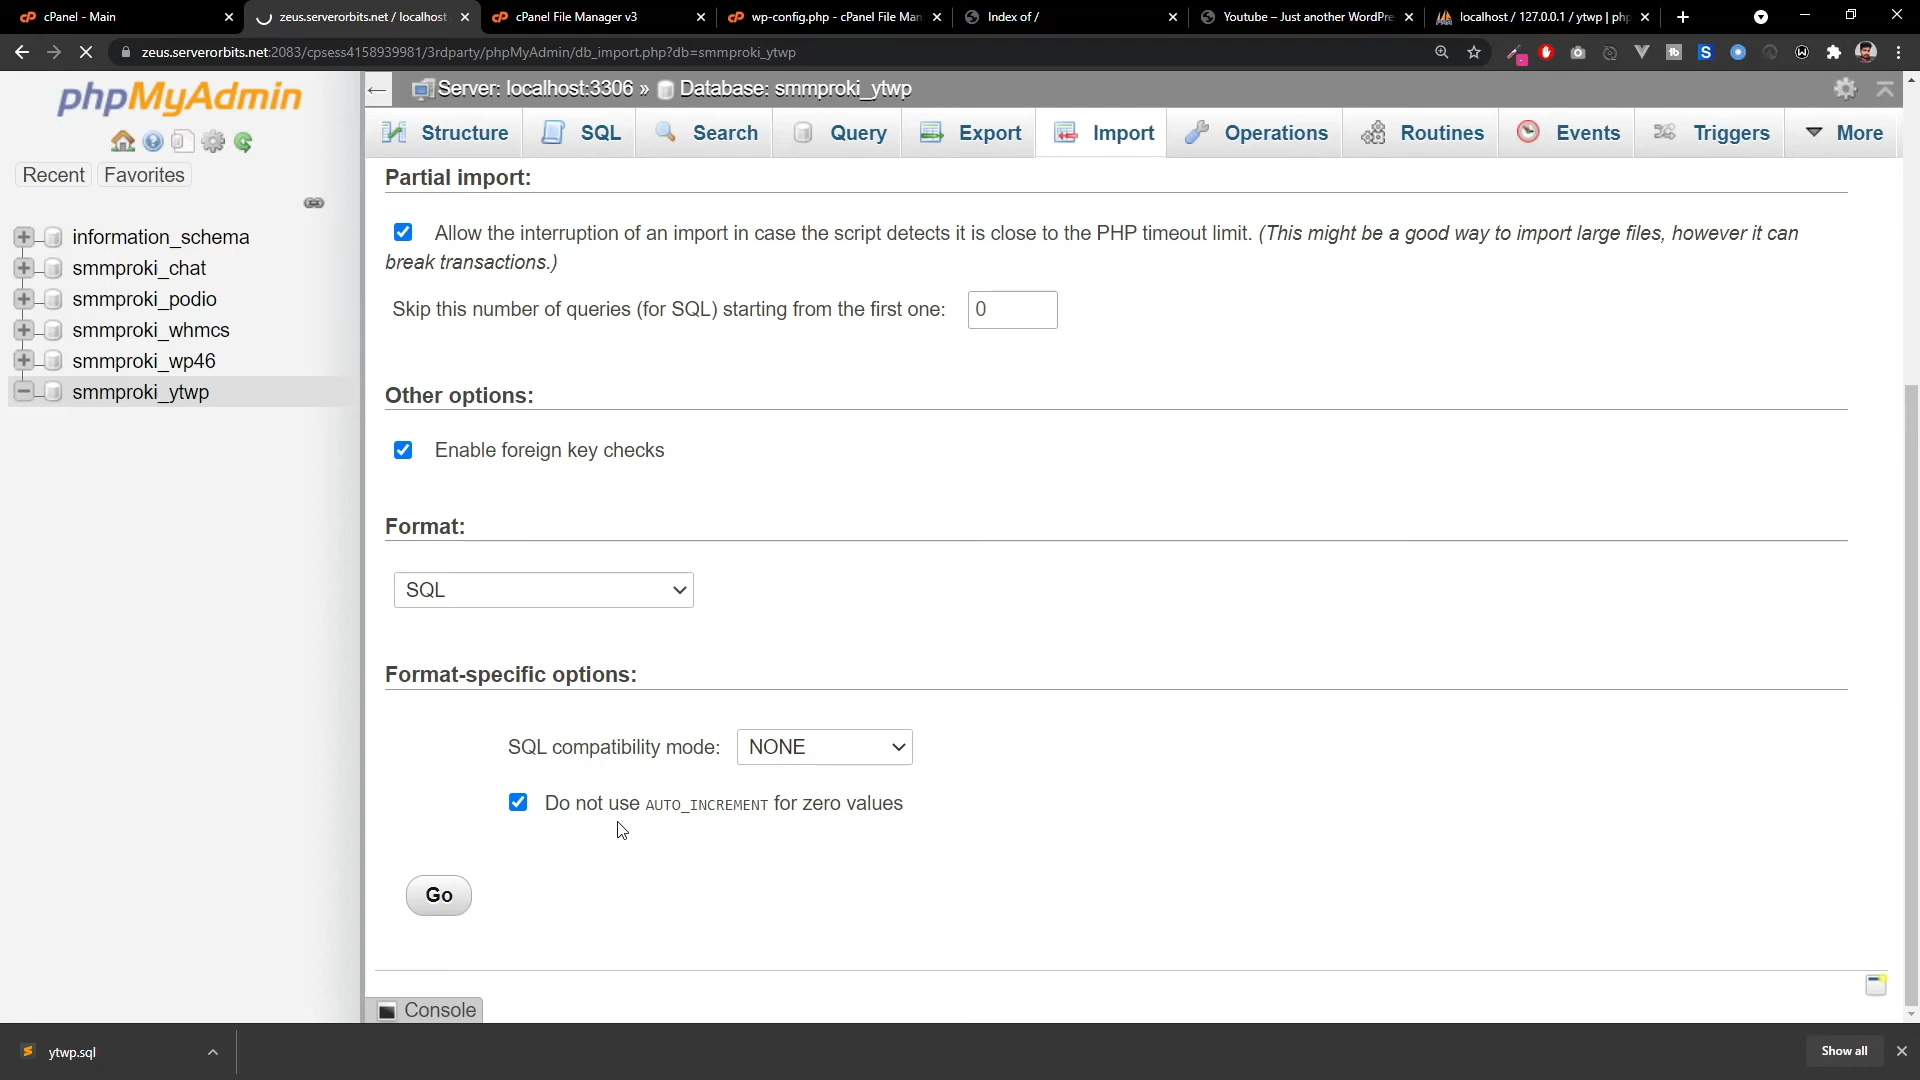 cPanel - Main
zeus.serverorbits.net / localhost
cPanel File Manager v3
wp-config.php - cPanel File Man
Index of /
Youtube – Just another WordPre
localhost / 127.0.0.1 / ytwp | php
zeus.serverorbits.net:2083/cpsess4158939981/3rdparty/phpMyAdmin/db_import.php?db=smmproki_ytwp
phpMyAdmin
Server: localhost:3306 » Database: smmproki_ytwp
Structure SQL Search Query Export Import Operations Routines Events Triggers More
Recent Favorites
information_schema
smmproki_chat
smmproki_podio
smmproki_whmcs
smmproki_wp46
smmproki_ytwp
Partial import:
Allow the interruption of an import in case the script detects it is close to the PHP timeout limit. (This might be a good way to import large files, however it can
break transactions.)
Skip this number of queries (for SQL) starting from the first one: 0
Other options:
Enable foreign key checks
Format:
SQL
Format-specific options:
SQL compatibility mode: NONE
Do not use AUTO_INCREMENT for zero values
Go
Console
ytwp.sql
Show all